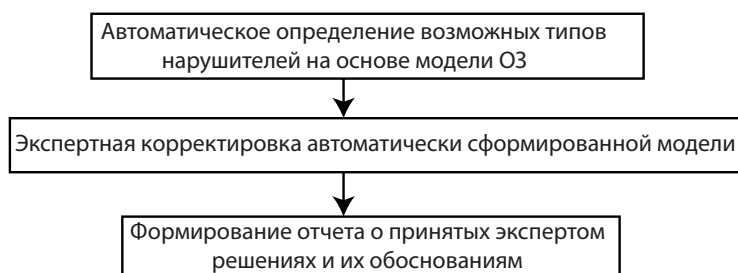 Автоматическое определение возможных типов
нарушителей на основе модели ОЗ
Экспертная корректировка автоматически сформированной модели
Формирование отчета о принятых экспертом
решениях и их обоснованиям